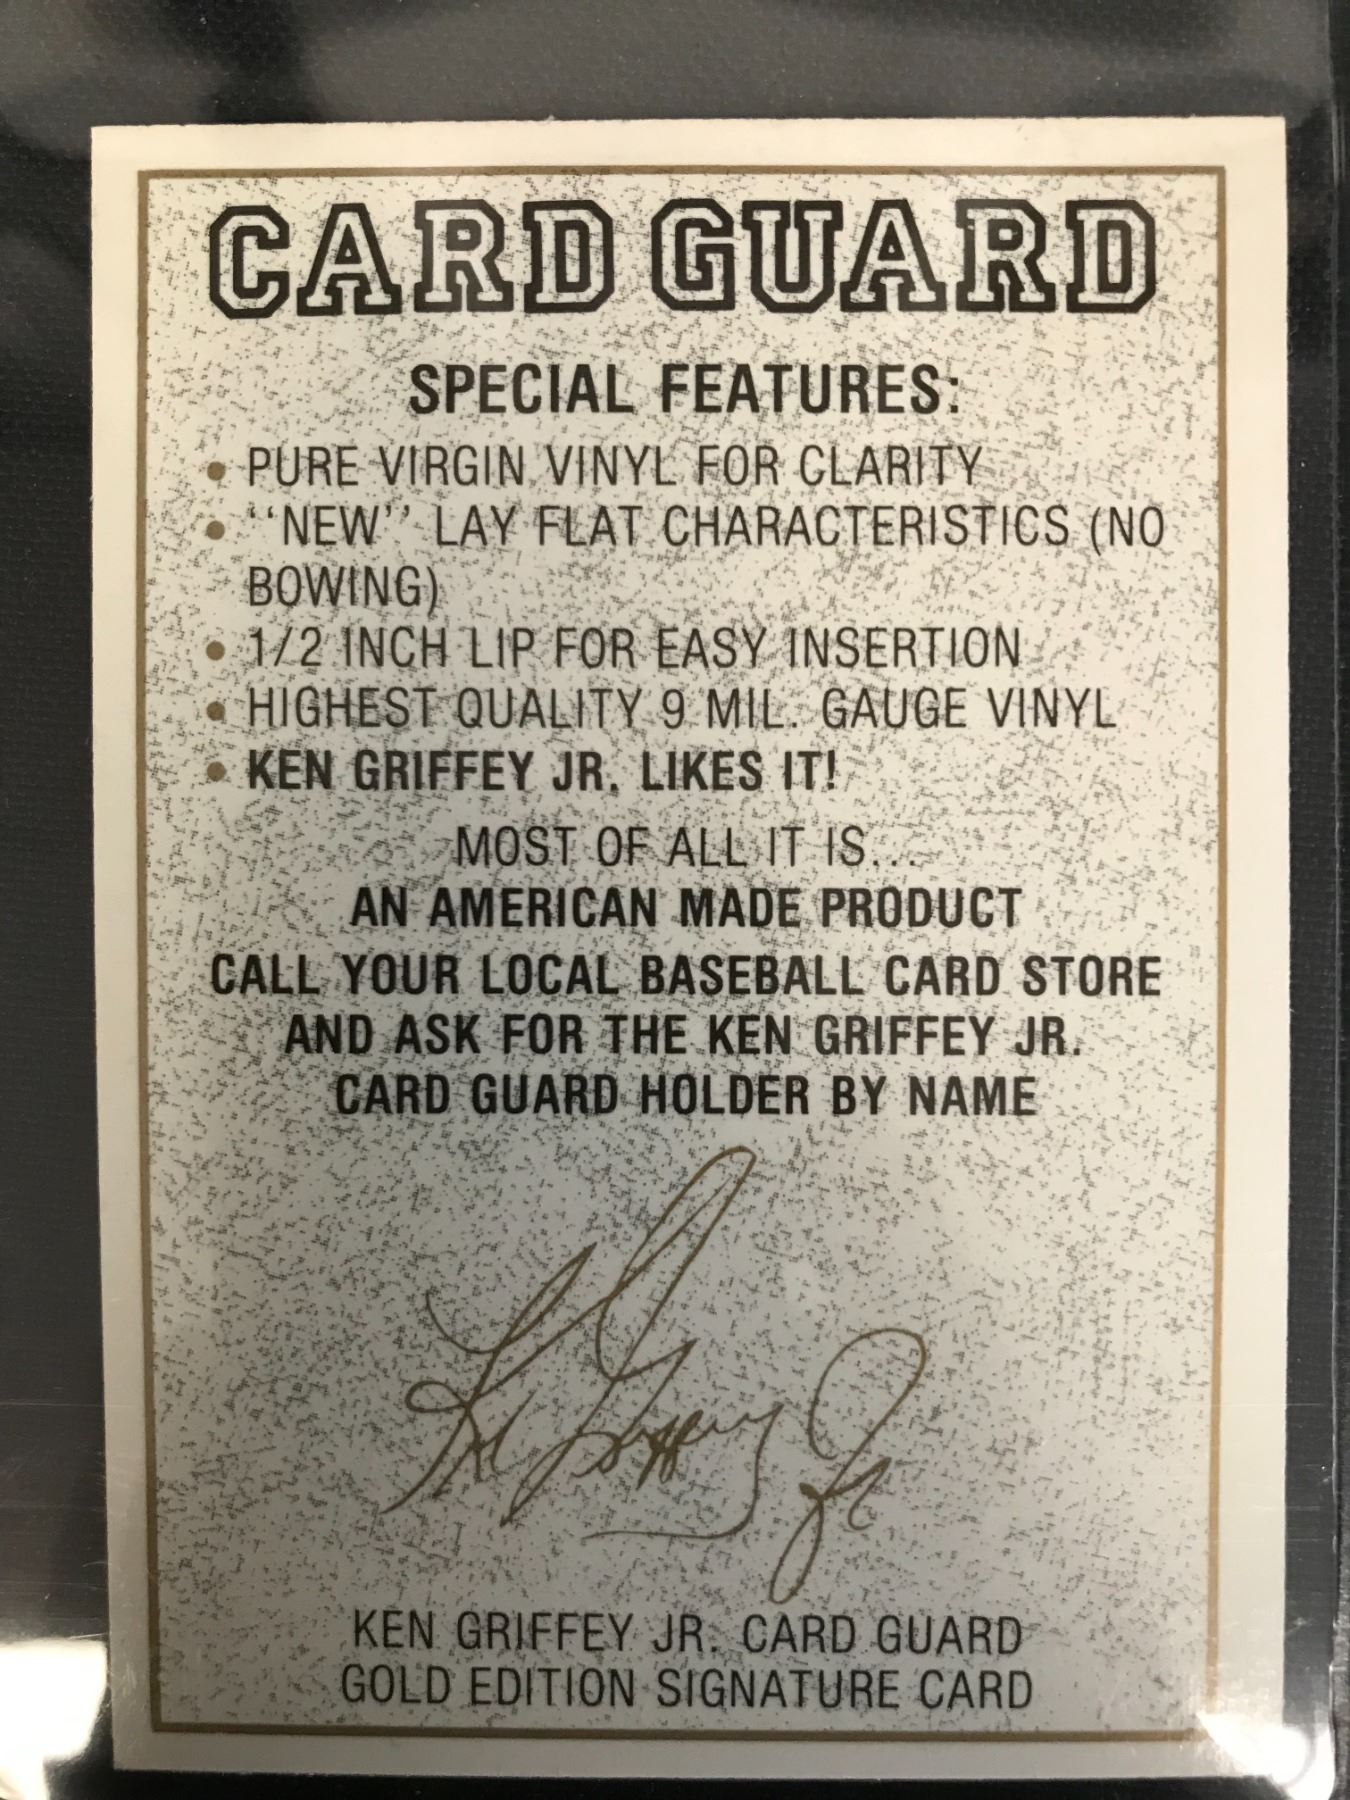 CARD GUARD
SPECIAL FEATURES:
• PURE VIRGIN VINYL FOR CLARITY
• ‘‘NEW’’ LAY FLAT CHARACTERISTICS (NO
BOWING)
• 1/2 INCH LIP FOR EASY INSERTION
• HIGHEST QUALITY 9 MIL. GAUGE VINYL
• KEN GRIFFEY JR. LIKES IT!
MOST OF ALL IT IS...
AN AMERICAN MADE PRODUCT
CALL YOUR LOCAL BASEBALL CARD STORE
AND ASK FOR THE KEN GRIFFEY JR.
CARD GUARD HOLDER BY NAME
Ken Griffey Jr
KEN GRIFFEY JR. CARD GUARD
GOLD EDITION SIGNATURE CARD